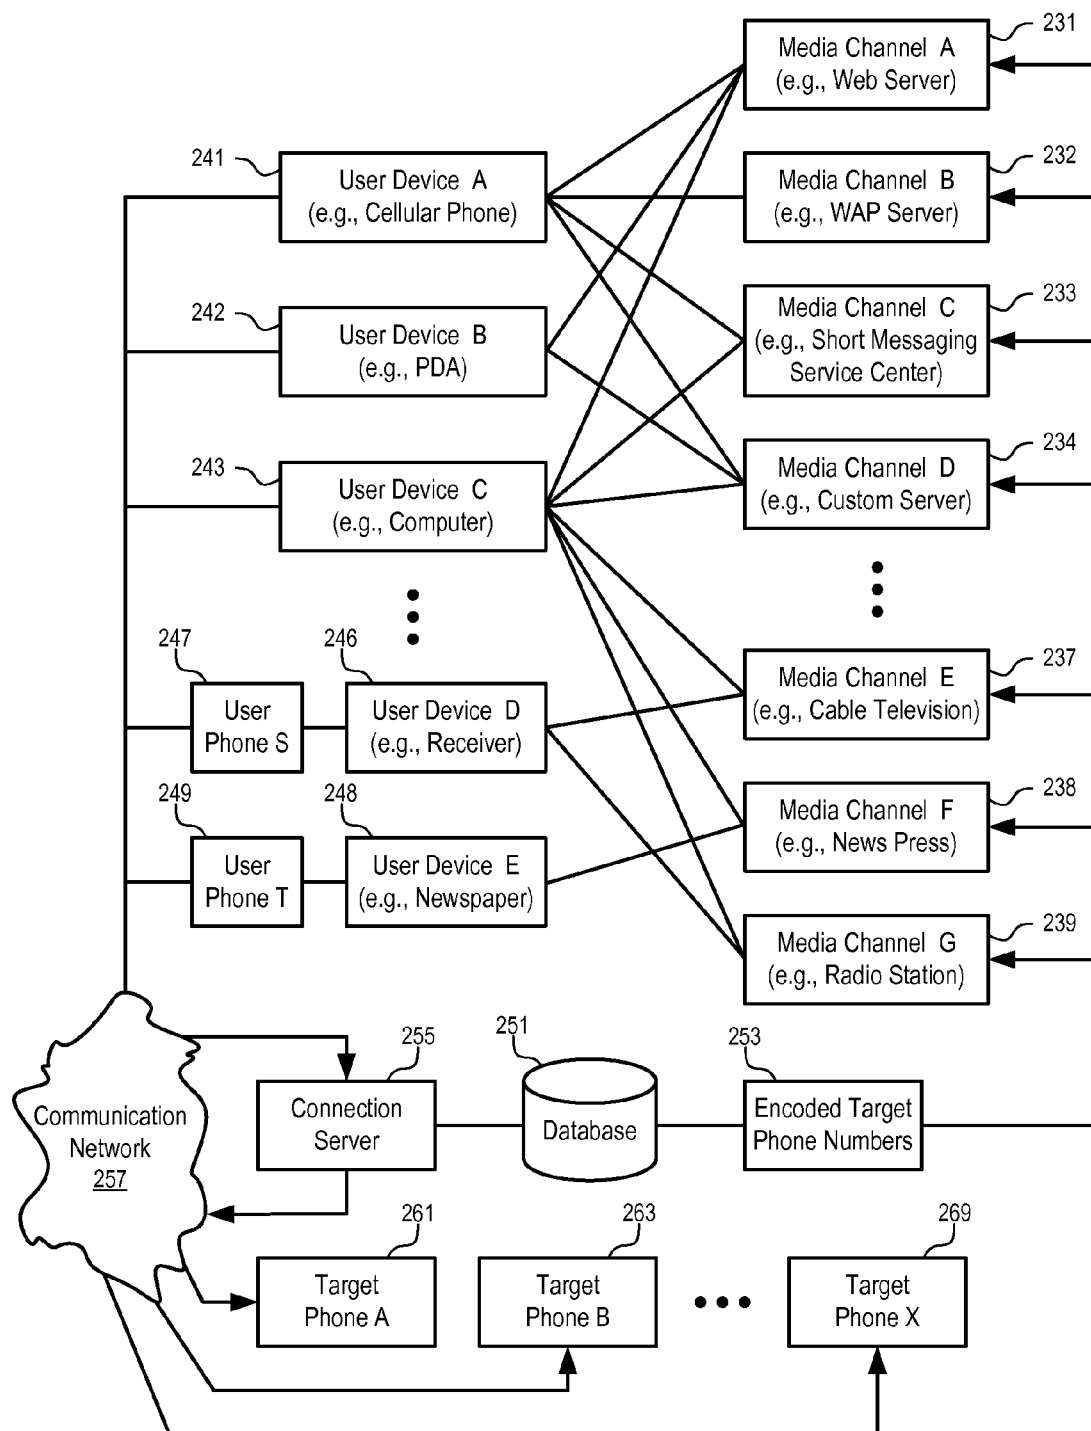 231
Media Channel A
(e.g., Web Server)
241
User Device A
(e.g., Cellular Phone)
232
Media Channel B
(e.g., WAP Server)
242
User Device B
(e.g., PDA)
233
Media Channel C
(e.g., Short Messaging
Service Center)
243
User Device C
(e.g., Computer)
234
Media Channel D
(e.g., Custom Server)
247
User
Phone S
246
User Device D
(e.g., Receiver)
237
Media Channel E
(e.g., Cable Television)
249
User
Phone T
248
User Device E
(e.g., Newspaper)
238
Media Channel F
(e.g., News Press)
239
Media Channel G
(e.g., Radio Station)
Communication
Network
257
255
Connection
Server
251
Database
253
Encoded Target
Phone Numbers
261
Target
Phone A
263
Target
Phone B
269
Target
Phone X